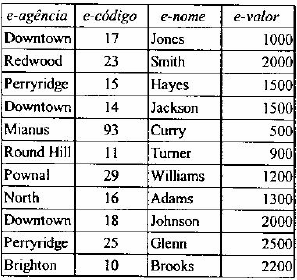 e-agência e-código e-nome e-valor
Downtown 17 Jones 1000
Redwood 23 Smith 2000
Perryridge 15 Hayes 1500
Downtown 14 Jackson 1500
Mianus 93 Curry 500
Round Hill 11 Turner 900
Pownal 29 Williams 1200
North 16 Adams 1300
Downtown 18 Johnson 2000
Perryridge 25 Glenn 2500
Brighton 10 Brooks 2200